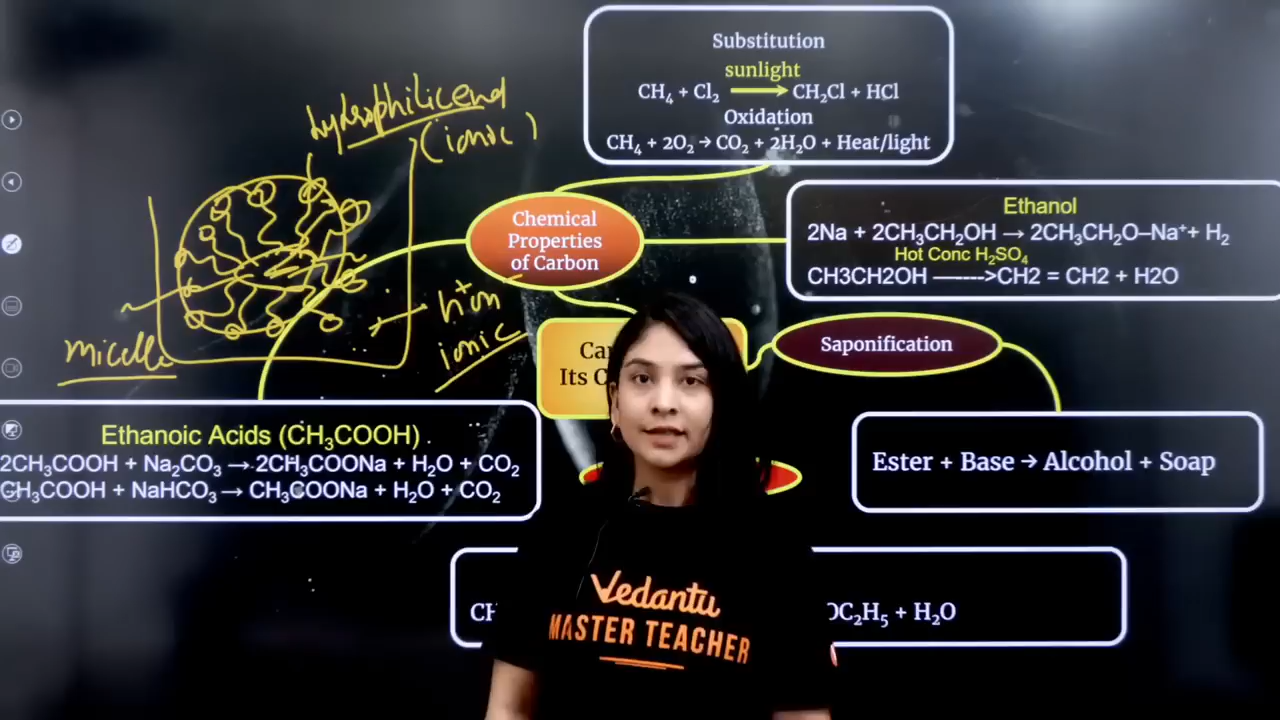 Substitution
sunlight
CH₄ + Cl₂ → CH₂Cl + HCl
Oxidation
CH₄ + 2O₂ → CO₂ + 2H₂O + Heat/light
hydrophilic end
(ionic)
Chemical
Properties
of Carbon
Ethanol
2Na + 2CH₃CH₂OH → 2CH₃CH₂O–Na⁺+ H₂
Hot Conc H₂SO₄
CH3CH2OH ------->CH2 = CH2 + H2O
ionic
micelle
Saponification
Ethanoic Acids (CH₃COOH) .
2CH₃COOH + Na₂CO₃ → 2CH₃COONa + H₂O + CO₂
CH₃COOH + NaHCO₃ → CH₃COONa + H₂O + CO₂
Ester + Base → Alcohol + Soap
OC₂H₅ + H₂O
Vedantu
MASTER TEACHER